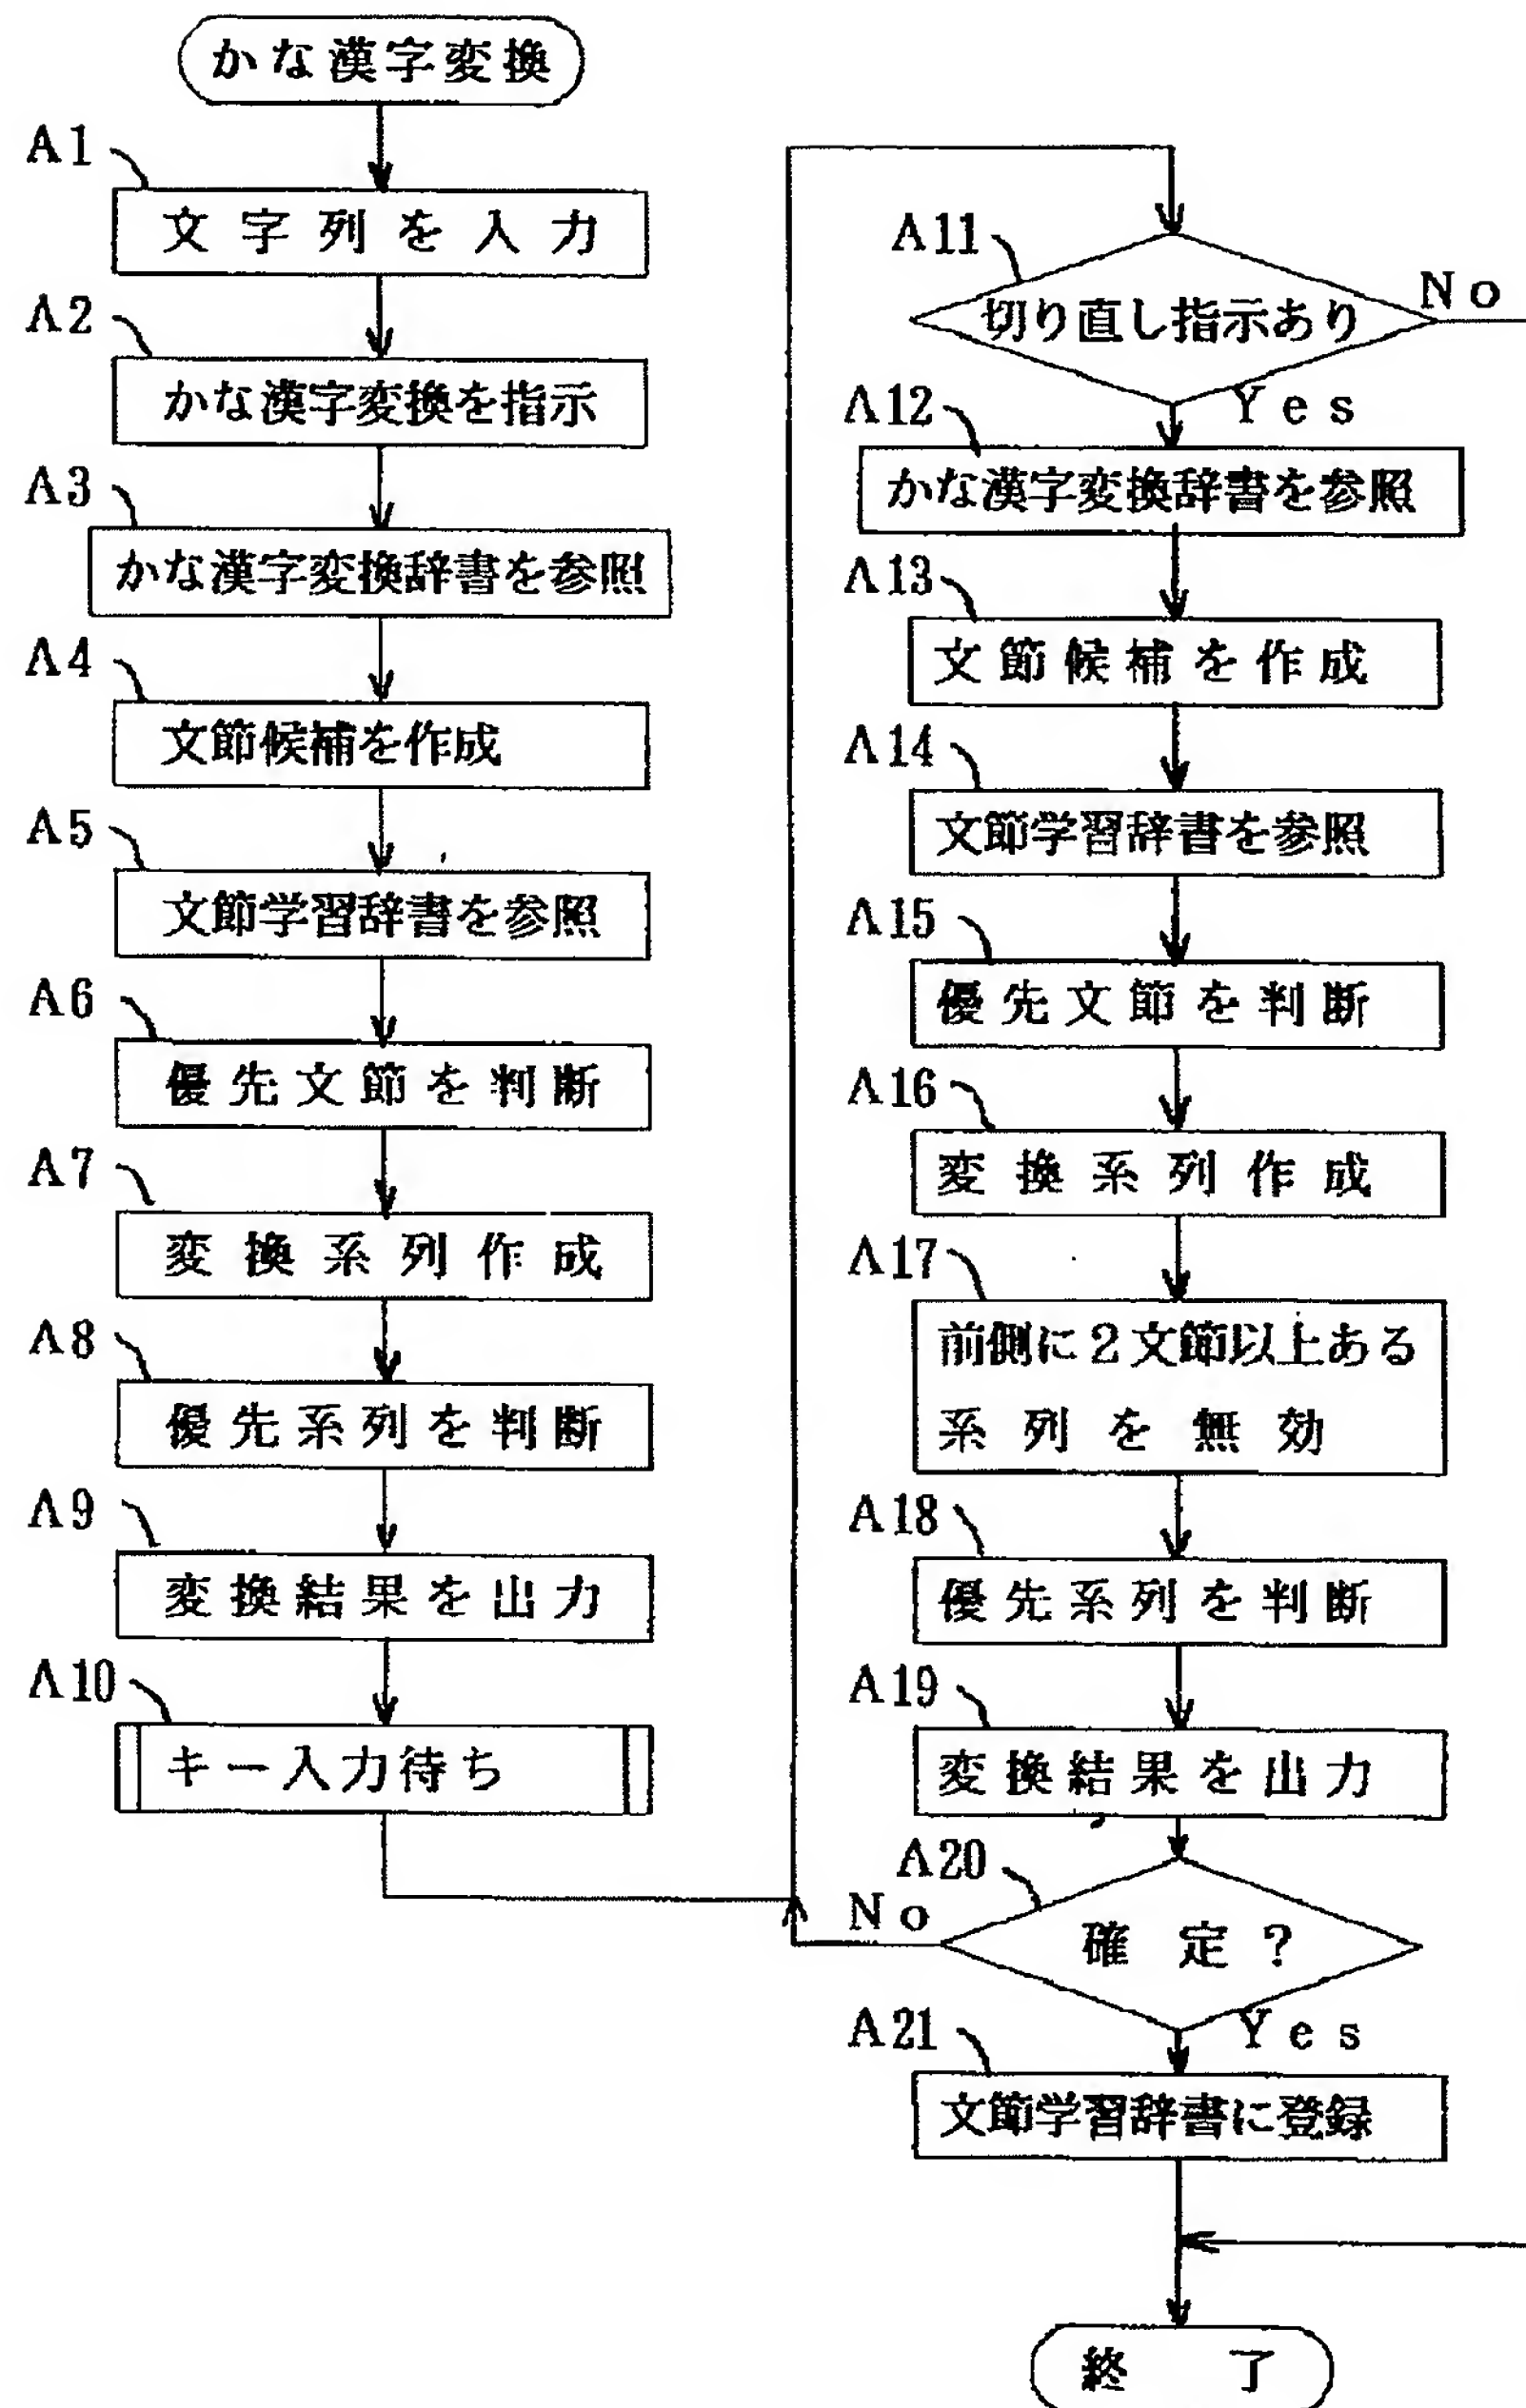 かな漢字変換
A1
文字列を入力
A2
かな漢字変換を指示
A3
かな漢字変換辞書を参照
A4
文節候補を作成
A5
文節学習辞書を参照
A6
優先文節を判断
A7
変換系列作成
A8
優先系列を判断
A9
変換結果を出力
A10
キー入力待ち
A11
切り直し指示あり
No
Yes
A12
かな漢字変換辞書を参照
A13
文節候補を作成
A14
文節学習辞書を参照
A15
優先文節を判断
A16
変換系列作成
A17
前側に2文節以上ある
系列を無効
A18
優先系列を判断
A19
変換結果を出力
A20
No
確定?
Yes
A21
文節学習辞書に登録
終了